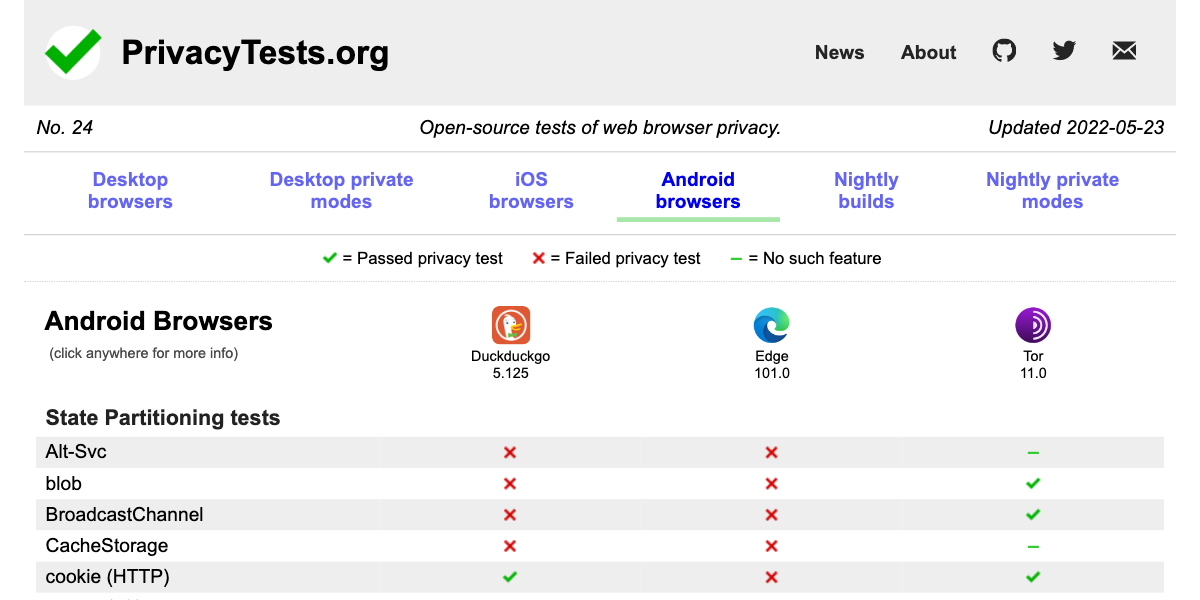 PrivacyTests.org
News About
No. 24 Open-source tests of web browser privacy. Updated 2022-05-23
Desktop browsers Desktop private modes iOS browsers Android browsers Nightly builds Nightly private modes
= Passed privacy test = Failed privacy test = No such feature
Android Browsers
(click anywhere for more info)
Duckduckgo Edge Tor
5.125 101.0 11.0
State Partitioning tests
Alt-Svc
blob
BroadcastChannel
CacheStorage
cookie (HTTP)